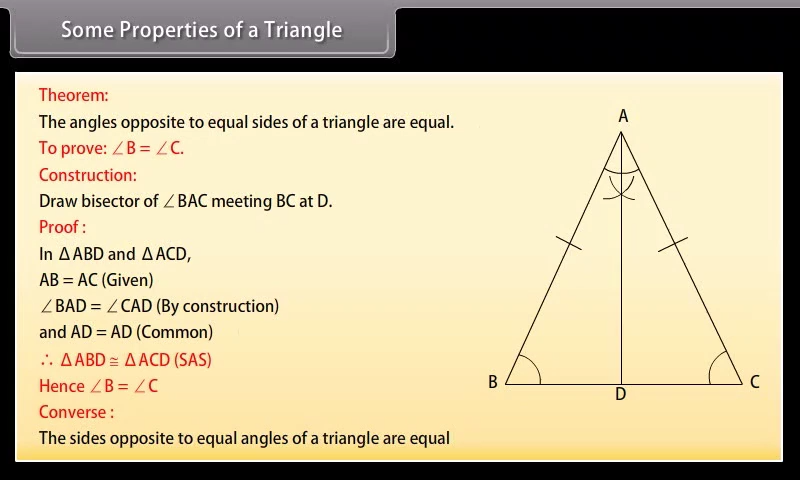 Some Properties of a Triangle
Theorem:
The angles opposite to equal sides of a triangle are equal.
To prove: ∠B = ∠C.
Construction:
Draw bisector of ∠BAC meeting BC at D.
Proof :
In ΔABD and ΔACD,
AB = AC (Given)
∠BAD = ∠CAD (By construction)
and AD = AD (Common)
∴ ΔABD ≅ ΔACD (SAS)
Hence ∠B = ∠C
Converse :
The sides opposite to equal angles of a triangle are equal
A
B
D
C